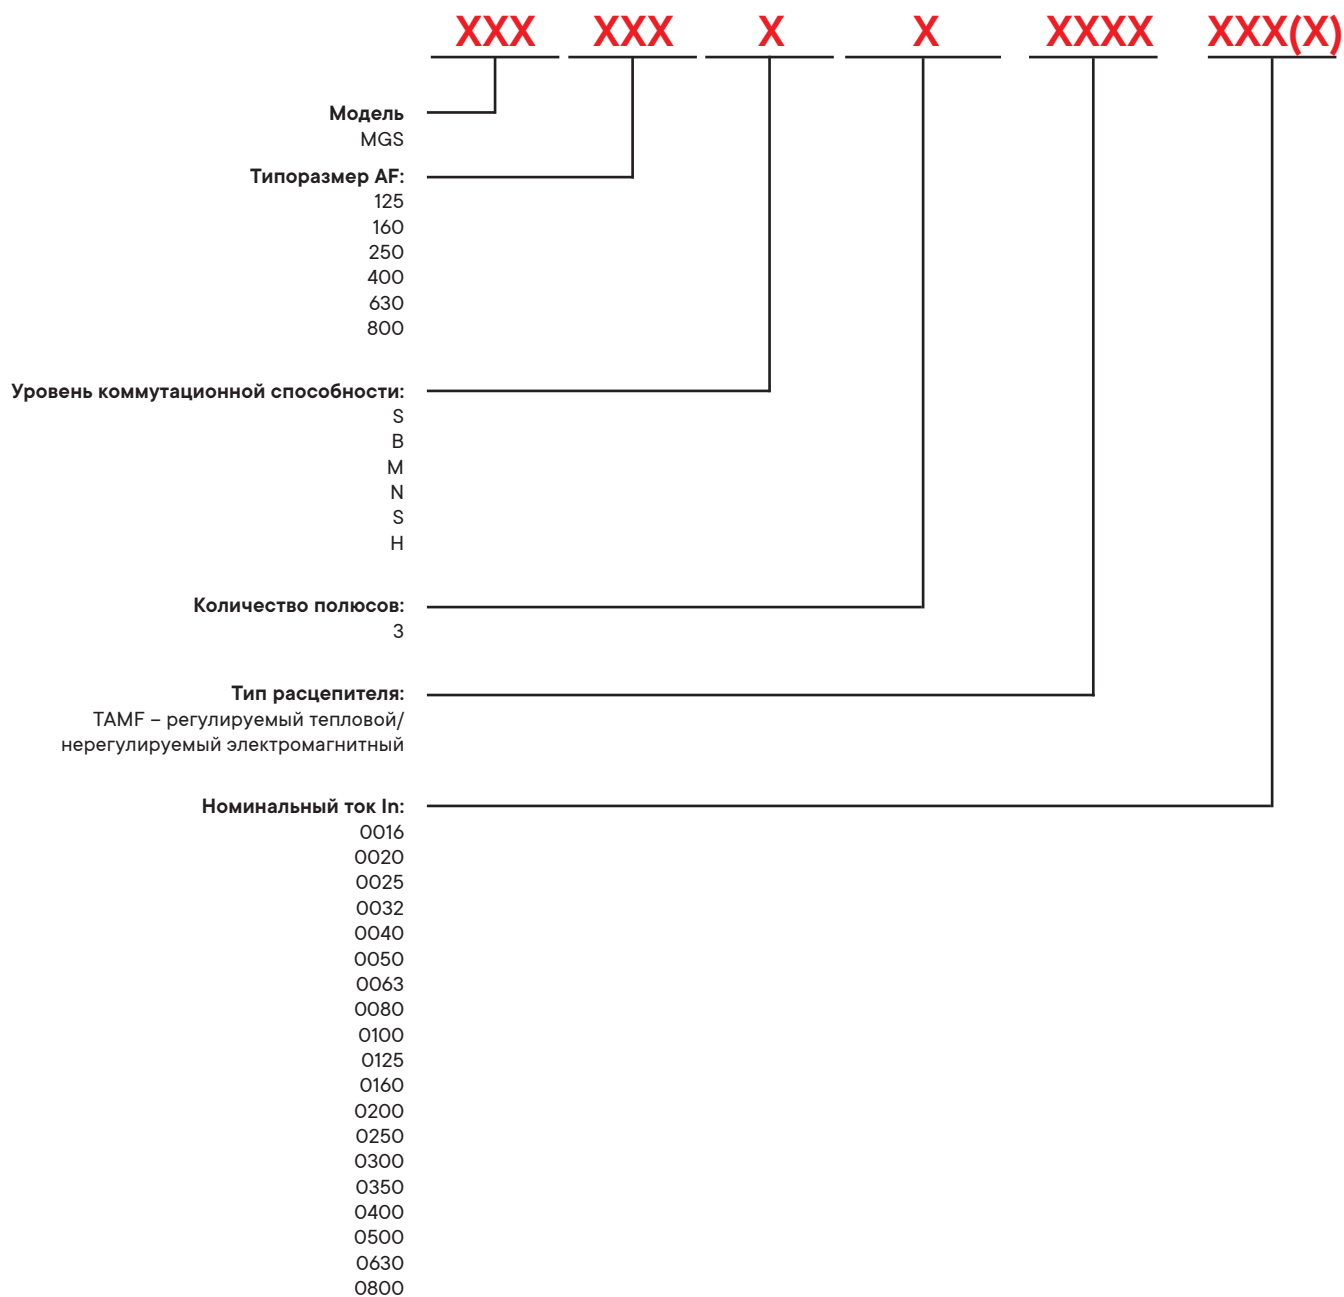 XXX XXX X X XXXX XXX(X)
Модель
MGS
Типоразмер AF:
125
160
250
400
630
800
Уровень коммутационной способности:
S
B
M
N
S
H
Количество полюсов:
3
Тип расцепителя:
TAMF – регулируемый тепловой/
нерегулируемый электромагнитный
Номинальный ток In:
0016
0020
0025
0032
0040
0050
0063
0080
0100
0125
0160
0200
0250
0300
0350
0400
0500
0630
0800